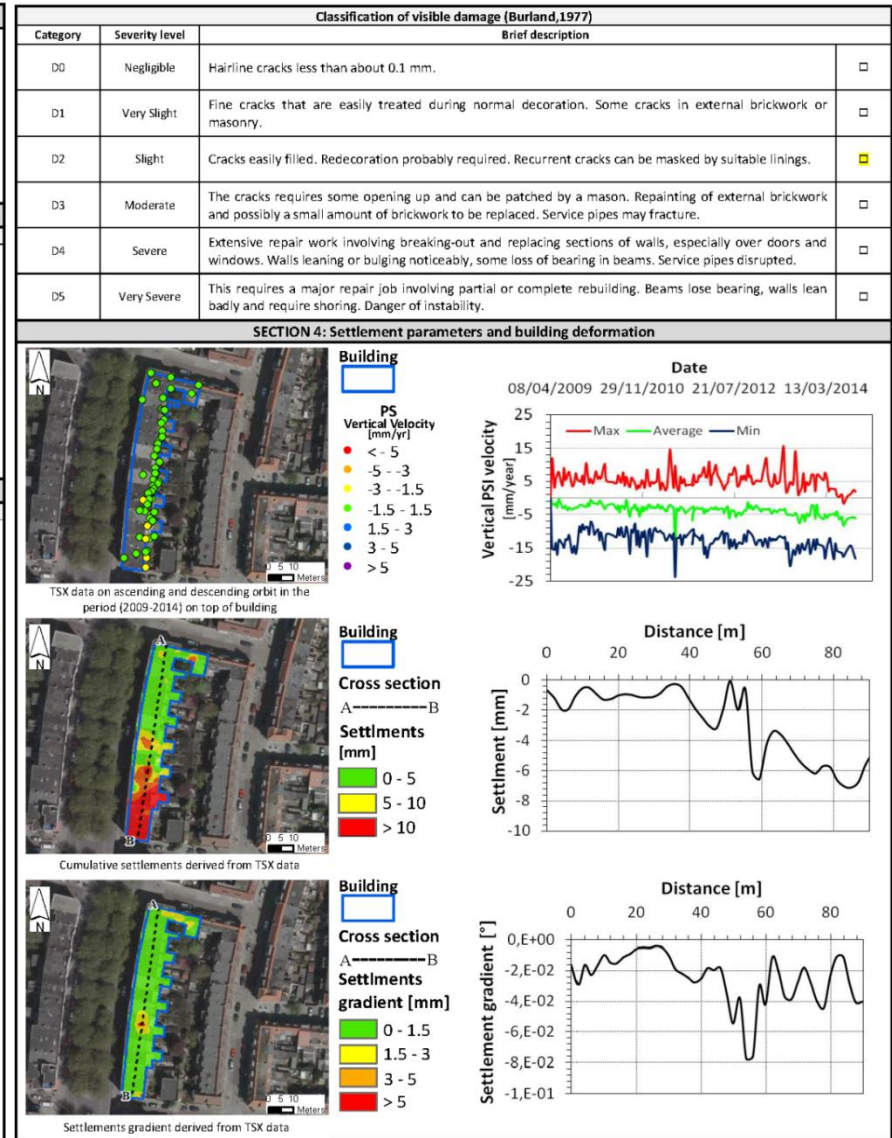 Classification of visible damage (Burland,1977)
Category Severity level Brief description
D0 Negligible Hairline cracks less than about 0.1 mm. □
D1 Very Slight Fine cracks that are easily treated during normal decoration. Some cracks in external brickwork or
masonry. □
D2 Slight Cracks easily filled. Redecoration probably required. Recurrent cracks can be masked by suitable linings. □
D3 Moderate The cracks requires some opening up and can be patched by a mason. Repainting of external brickwork
and possibly a small amount of brickwork to be replaced. Service pipes may fracture. □
D4 Severe Extensive repair work involving breaking-out and replacing sections of walls, especially over doors and
windows. Walls leaning or bulging noticeably, some loss of bearing in beams. Service pipes disrupted. □
D5 Very Severe This requires a major repair job involving partial or complete rebuilding. Beams lose bearing, walls lean
badly and require shoring. Danger of instability. □
SECTION 4: Settlement parameters and building deformation
N
0 5 10
Meters
Building
PS
Vertical Velocity
[mm/yr]
< - 5
-5 - -3
-3 - -1.5
-1.5 - 1.5
1.5 - 3
3 - 5
> 5
TSX data on ascending and descending orbit in the
period (2009-2014) on top of building
Date
08/04/2009 29/11/2010 21/07/2012 13/03/2014
Max Average Min
Vertical PSI velocity
[mm/year]
25
15
5
-5
-15
-25
N
A
B
0 5 10
Meters
Building
Cross section
A---------B
Settlments
[mm]
0 - 5
5 - 10
> 10
Cumulative settlements derived from TSX data
Distance [m]
0 20 40 60 80
Settlment [mm]
0
-2
-4
-6
-8
-10
N
A
B
0 5 10
Meters
Building
Cross section
A---------B
Settlments
gradient [mm]
0 - 1.5
1.5 - 3
3 - 5
> 5
Settlements gradient derived from TSX data
Distance [m]
0 20 40 60 80
Settlement gradient [°]
0,E+00
-2,E-02
-4,E-02
-6,E-02
-8,E-02
-1,E-01